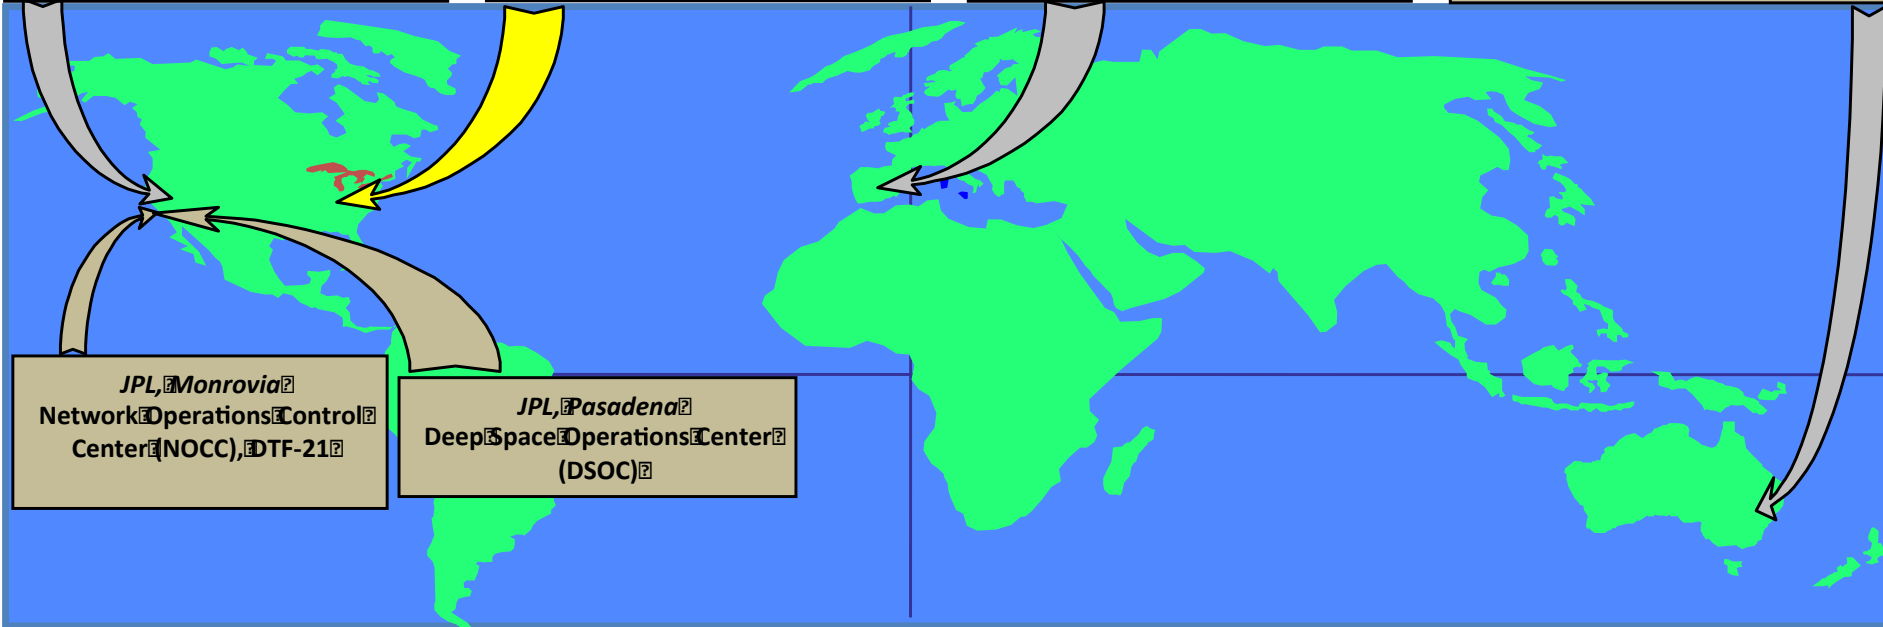 JPL, Monrovia
Network Operations Control
Center (NOCC), DTF-21
JPL, Pasadena
Deep Space Operations Center
(DSOC)